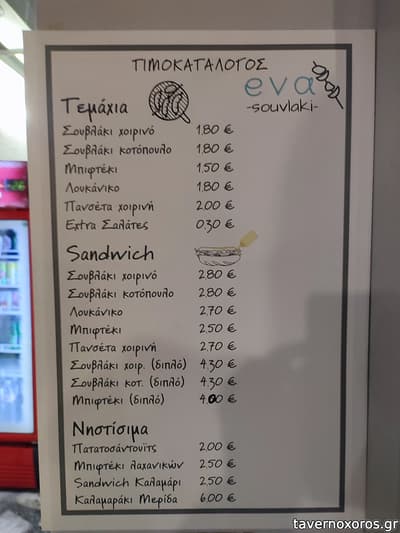 ΤΙΜΟΚΑΤΑΛΟΓΟΣ
eva
-souvlaki-
Τεμάχια
Σουβλάκι χοιρινό 1.80 €
Σουβλάκι κοτόπουλο 1.80 €
Μπιφτέκι 1.50 €
Λουκάνικο 1.80 €
Πανσέτα χοιρινή 2.00 €
Extra Σαλάτες 0.30 €
Sandwich
Σουβλάκι χοιρινό 2.80 €
Σουβλάκι κοτόπουλο 2.80 €
Λουκάνικο 2.70 €
Μπιφτέκι 2.50 €
Πανσέτα χοιρινή 2.70 €
Σουβλάκι χοιρ. (διπλό) 4.30 €
Σουβλάκι κοτ. (διπλό) 4.30 €
Μπιφτέκι (διπλό) 4.00 €
Νηστίσιμα
Πατατοσάντουϊτς 2.00 €
Μπιφτέκι λαχανικών 2.50 €
Sandwich Καλαμάρι 2.50 €
Καλαμαράκι Μερίδα 6.00 €
tavernoxoros.gr